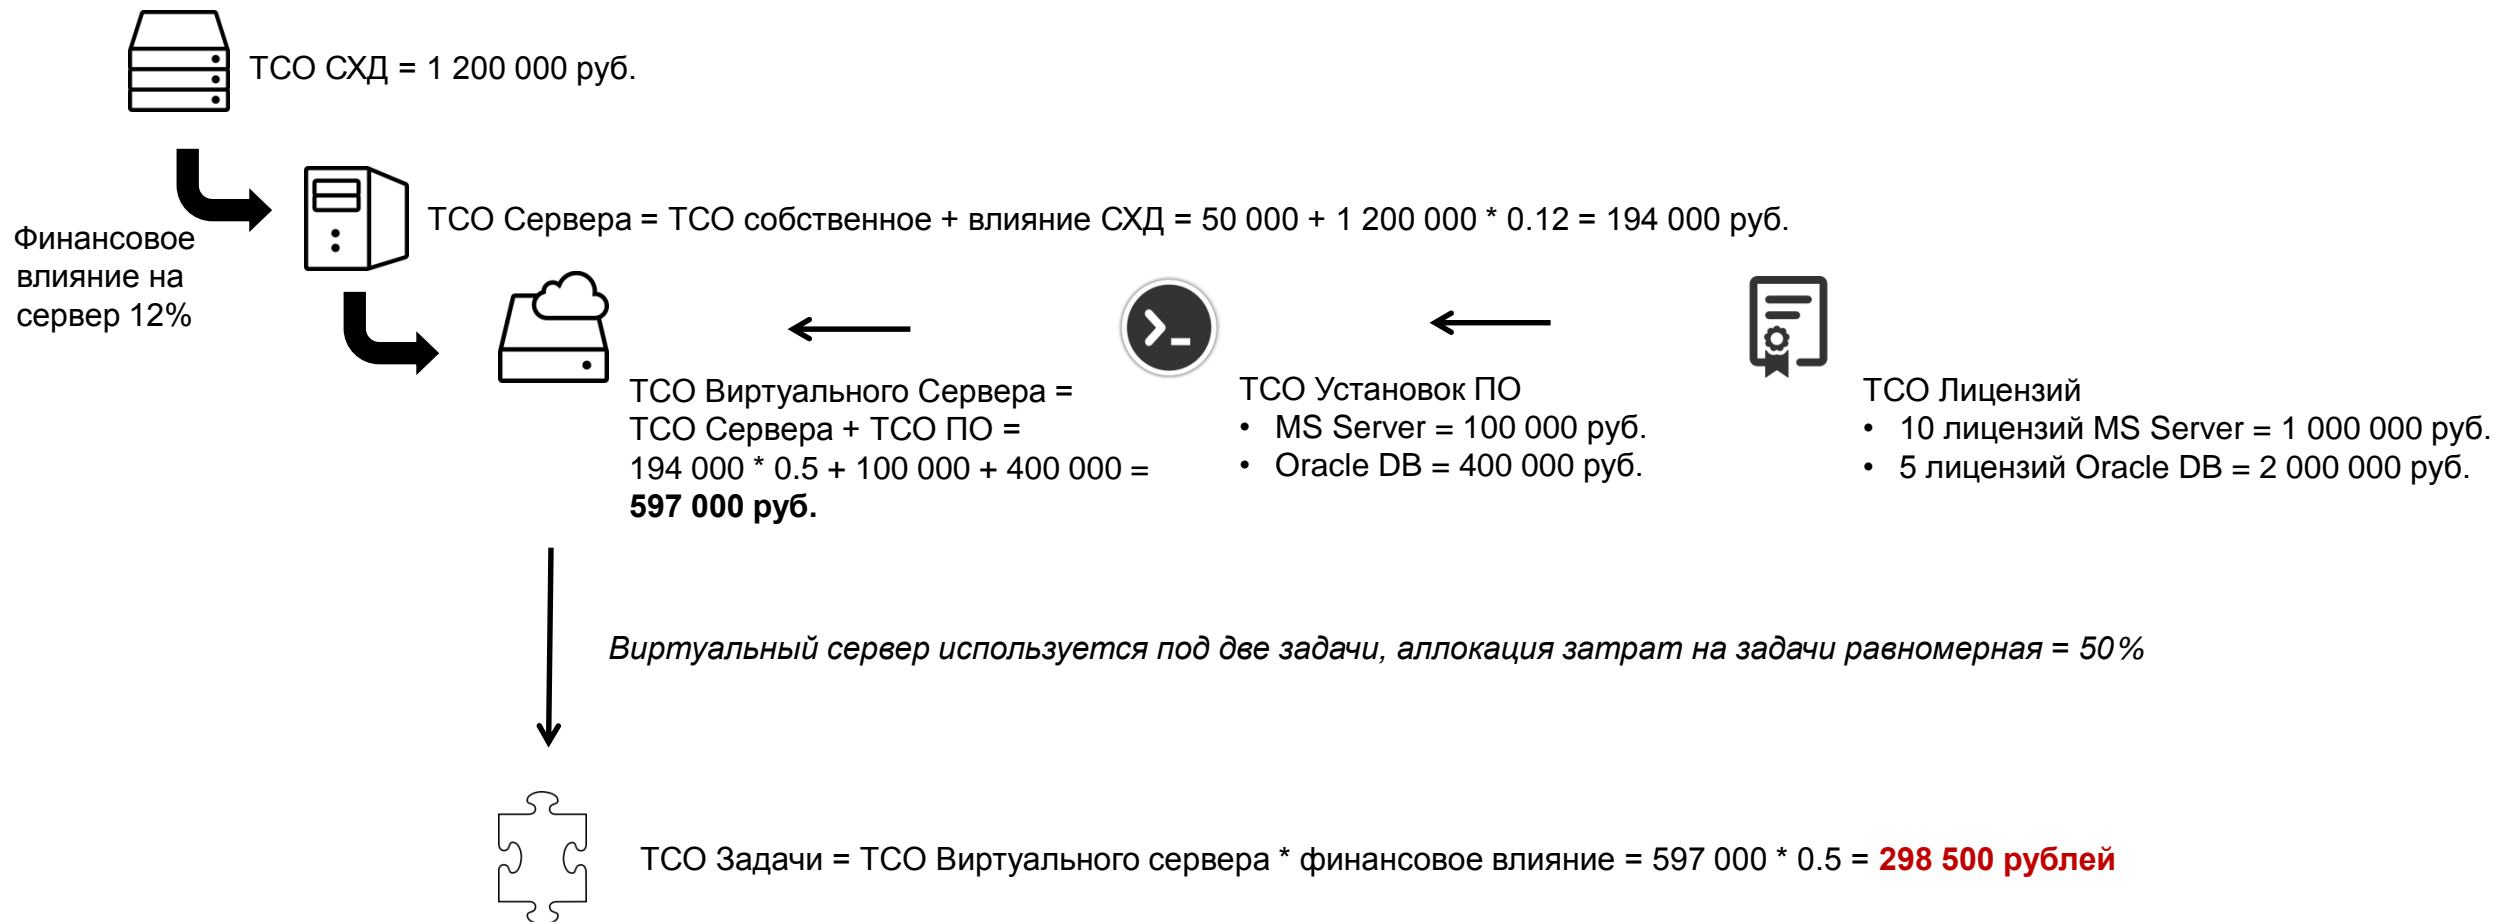 ТСО СХД = 1 200 000 руб.
Финансовое
влияние на
сервер 12%
ТСО Сервера = ТСО собственное + влияние СХД = 50 000 + 1 200 000 * 0.12 = 194 000 руб.
ТСО Виртуального Сервера =
ТСО Сервера + ТСО ПО =
194 000 * 0.5 + 100 000 + 400 000 =
597 000 руб.
ТСО Установок ПО
• MS Server = 100 000 руб.
• Oracle DB = 400 000 руб.
ТСО Лицензий
• 10 лицензий MS Server = 1 000 000 руб.
• 5 лицензий Oracle DB = 2 000 000 руб.
Виртуальный сервер используется под две задачи, аллокация затрат на задачи равномерная = 50%
ТСО Задачи = ТСО Виртуального сервера * финансовое влияние = 597 000 * 0.5 = 298 500 рублей